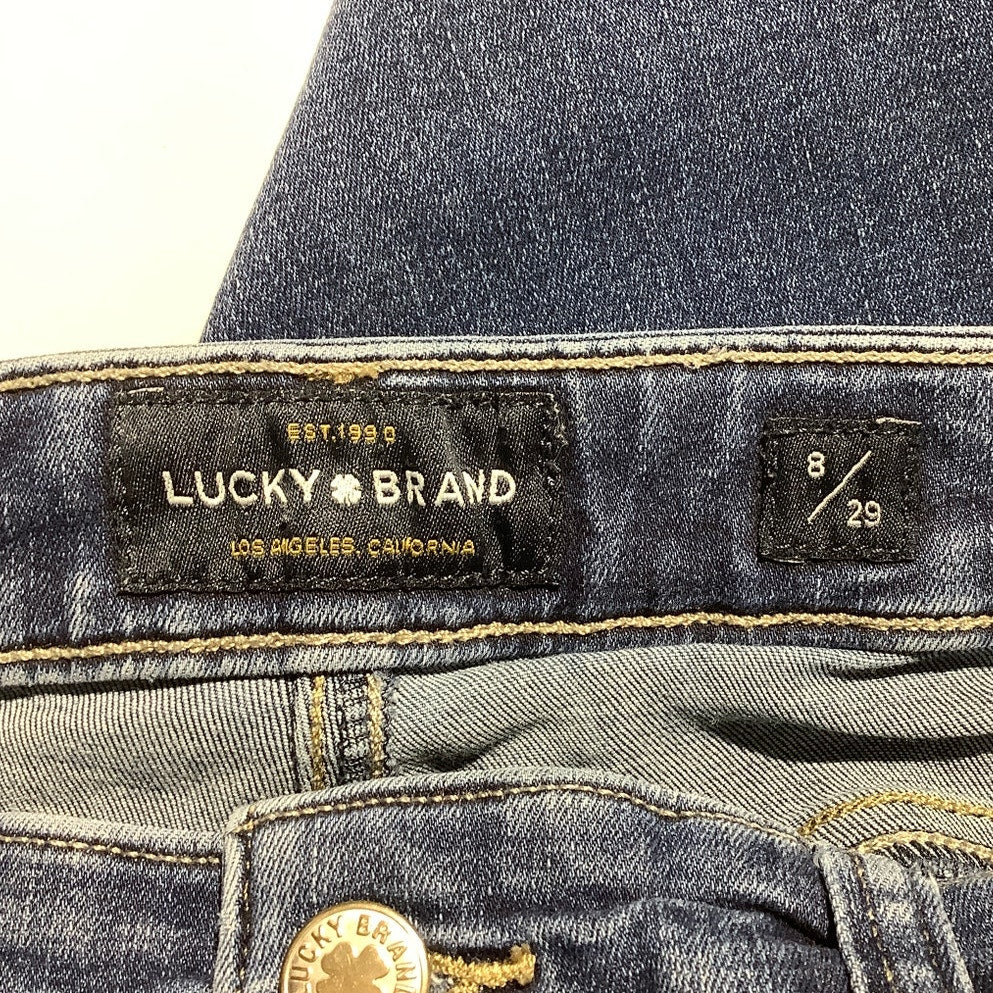 EST. 1990
LUCKY BRAND
LOS ANGELES, CALIFORNIA
8/29
LUCKY BRAND